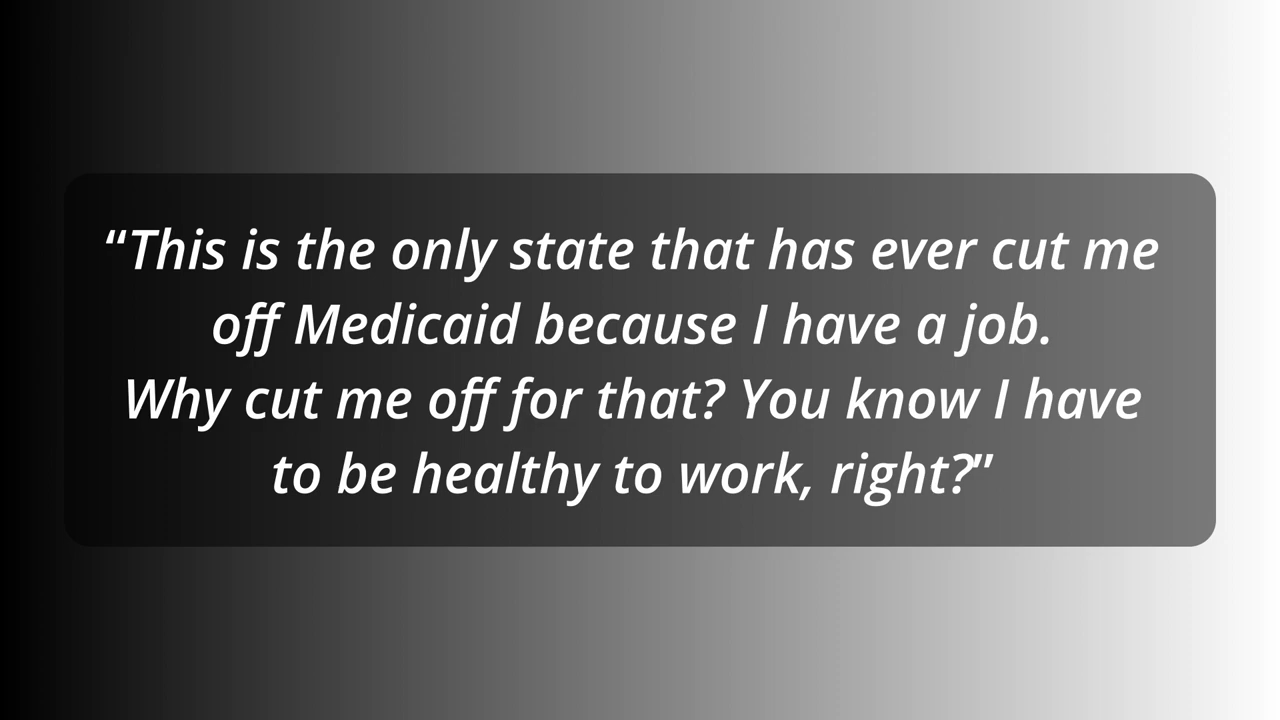 “This is the only state that has ever cut me
off Medicaid because I have a job.
Why cut me off for that? You know I have
to be healthy to work, right?”